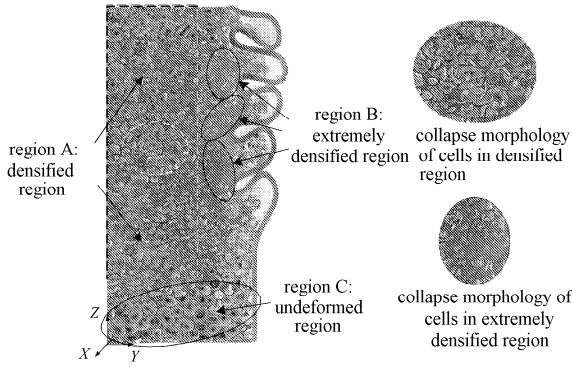 region A:
densified
region
region B:
extremely
densified region
region C:
undeformed
region
Z
X
Y
collapse morphology
of cells in densified
region
collapse morphology of
cells in extremely
densified region